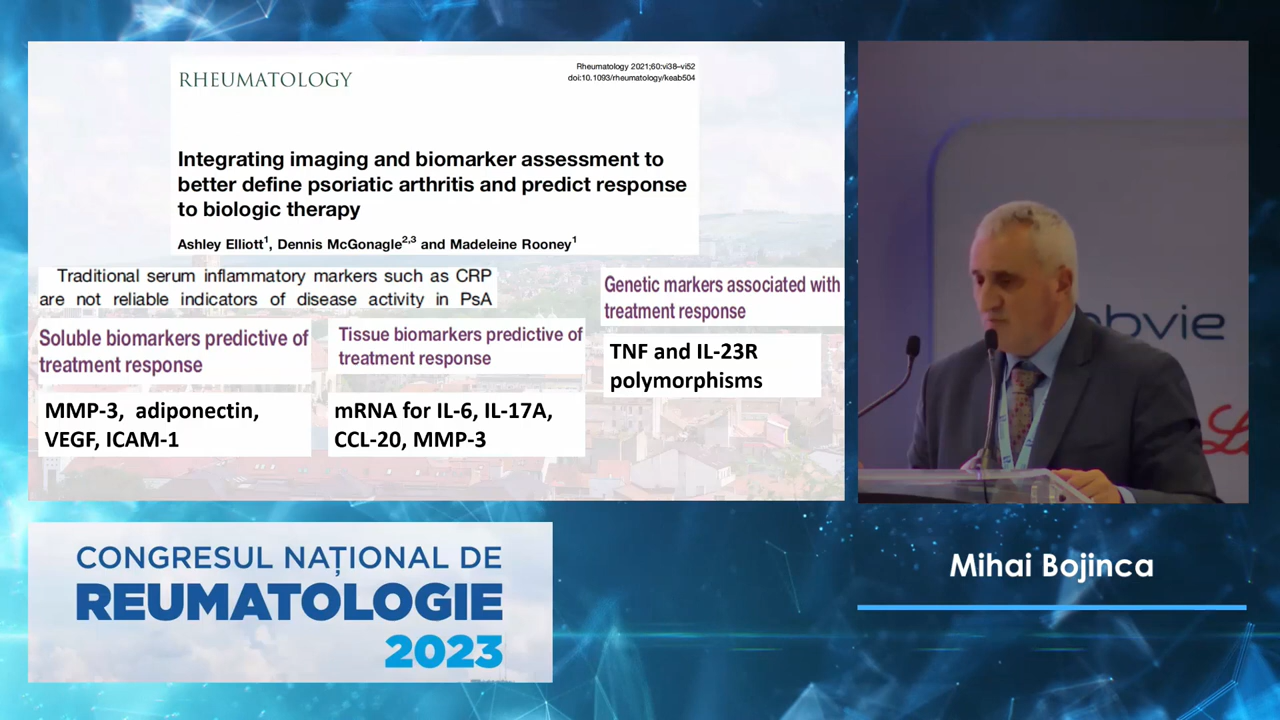 RHEUMATOLOGY
Rheumatology 2021;60:vi38–vi52
doi:10.1093/rheumatology/keab504
Integrating imaging and biomarker assessment to
better define psoriatic arthritis and predict response
to biologic therapy
Ashley Elliott1, Dennis McGonagle2,3 and Madeleine Rooney1
Traditional serum inflammatory markers such as CRP
are not reliable indicators of disease activity in PsA
Soluble biomarkers predictive of
treatment response
MMP-3, adiponectin,
VEGF, ICAM-1
Tissue biomarkers predictive of
treatment response
mRNA for IL-6, IL-17A,
CCL-20, MMP-3
Genetic markers associated with
treatment response
TNF and IL-23R
polymorphisms
bbvie
CONGRESUL NAȚIONAL DE
REUMATOLOGIE
2023
Mihai Bojinca